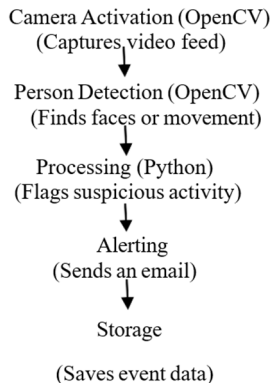 Camera Activation (OpenCV)
(Captures video feed)
Person Detection (OpenCV)
(Finds faces or movement)
Processing (Python)
(Flags suspicious activity)
Alerting
(Sends an email)
Storage
(Saves event data)